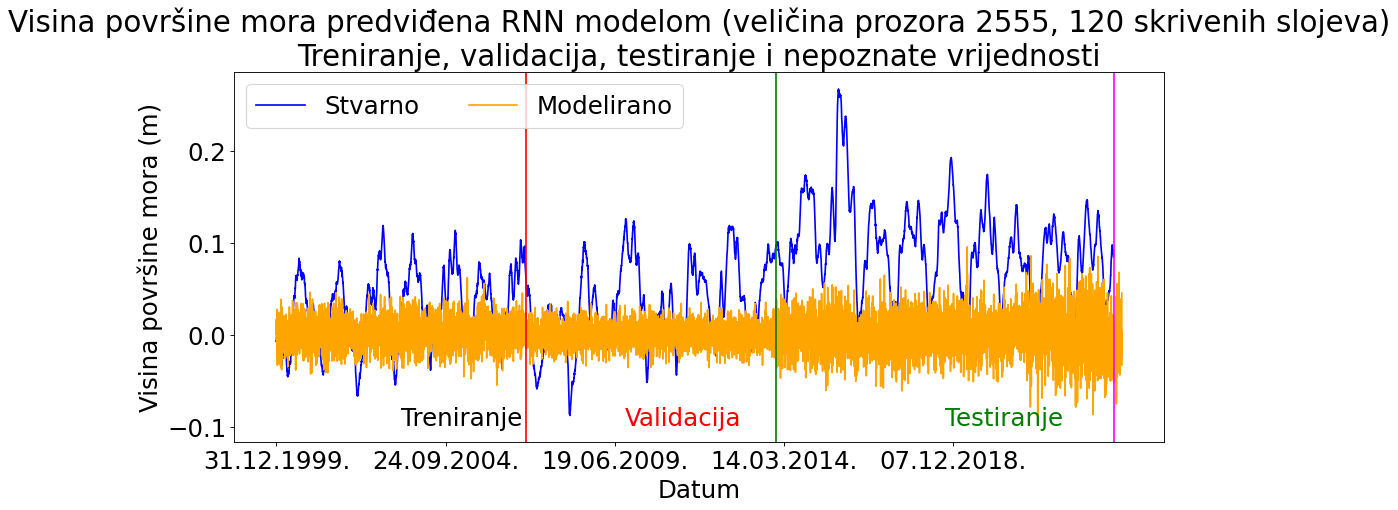 Visina površine mora predviđena RNN modelom (veličina prozora 2555, 120 skrivenih slojeva)
Treniranje, validacija, testiranje i nepoznate vrijednosti
Stvarno Modelirano
Visina površine mora (m)
0.2
0.1
0.0
−0.1
Treniranje Validacija Testiranje
31.12.1999. 24.09.2004. 19.06.2009. 14.03.2014. 07.12.2018.
Datum